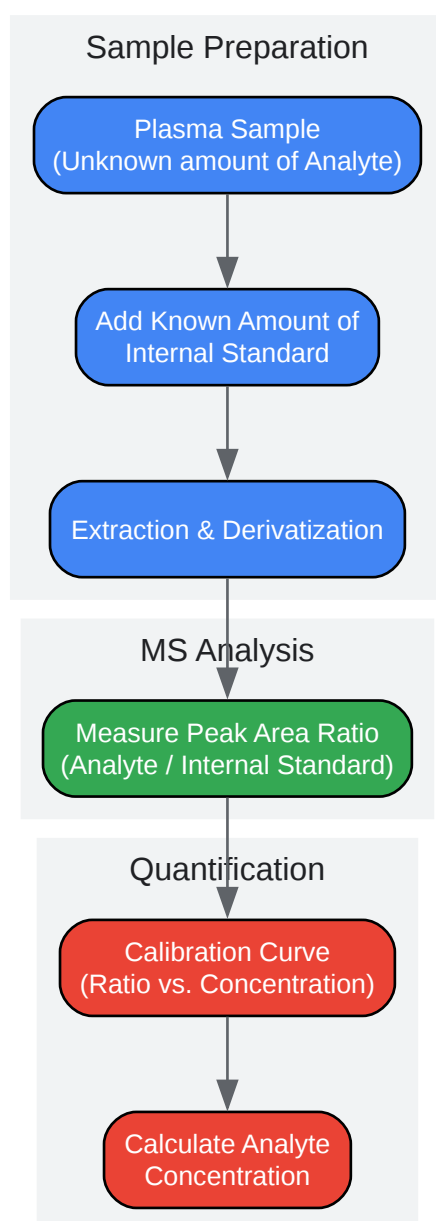 Sample Preparation
Plasma Sample
(Unknown amount of Analyte)
Add Known Amount of
Internal Standard
Extraction & Derivatization
MS Analysis
Measure Peak Area Ratio
(Analyte / Internal Standard)
Quantification
Calibration Curve
(Ratio vs. Concentration)
Calculate Analyte
Concentration